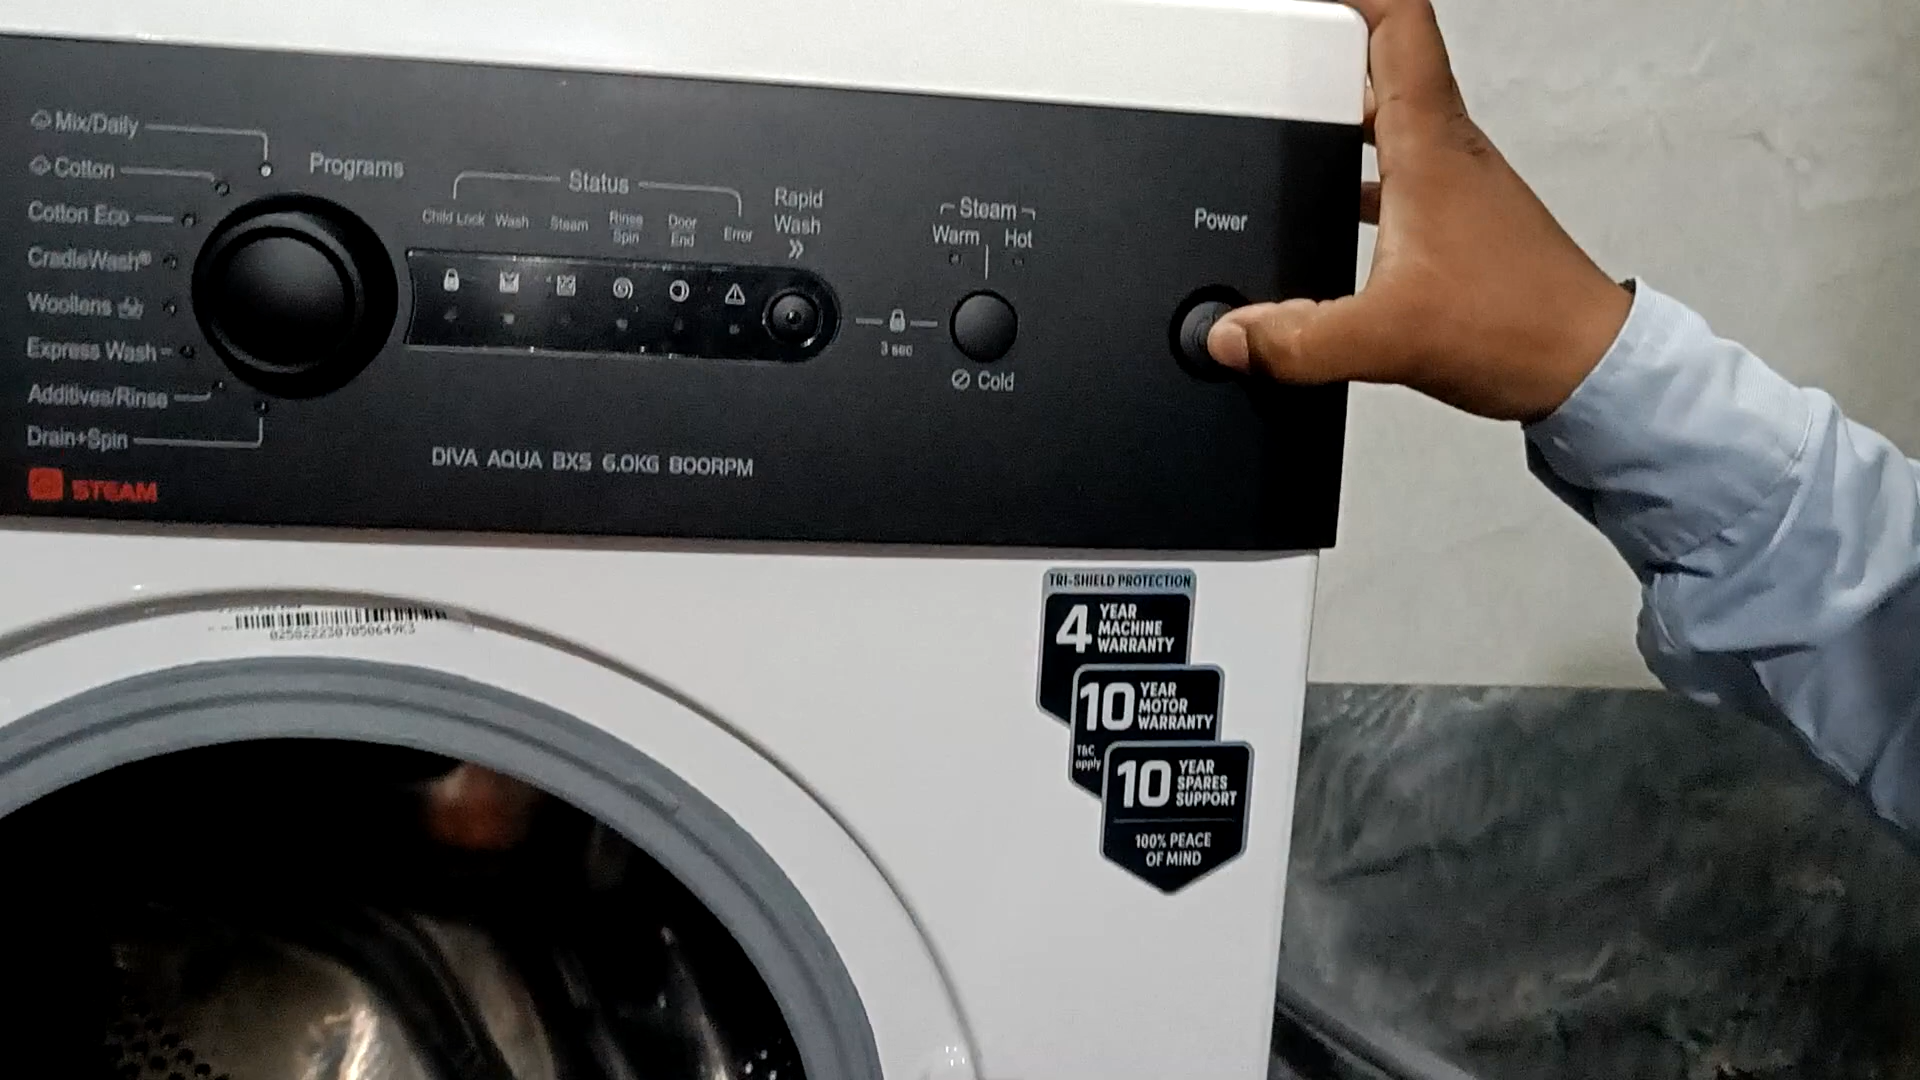 Mix/Daily
Cotton
Cotton Eco
CradleWash®
Woollens
Express Wash
Additives/Rinse
Drain+Spin
STEAM
Programs
Status
Child Lock Wash Steam Rinse Spin Door End Error
Rapid
Wash
3 sec
Steam
Warm Hot
Cold
Power
DIVA AQUA BXS 6.0KG 800RPM
TRI-SHIELD PROTECTION
4 YEAR
MACHINE
WARRANTY
10 YEAR
MOTOR
WARRANTY
T&C
apply
10 YEAR
SPARES
SUPPORT
100% PEACE
OF MIND